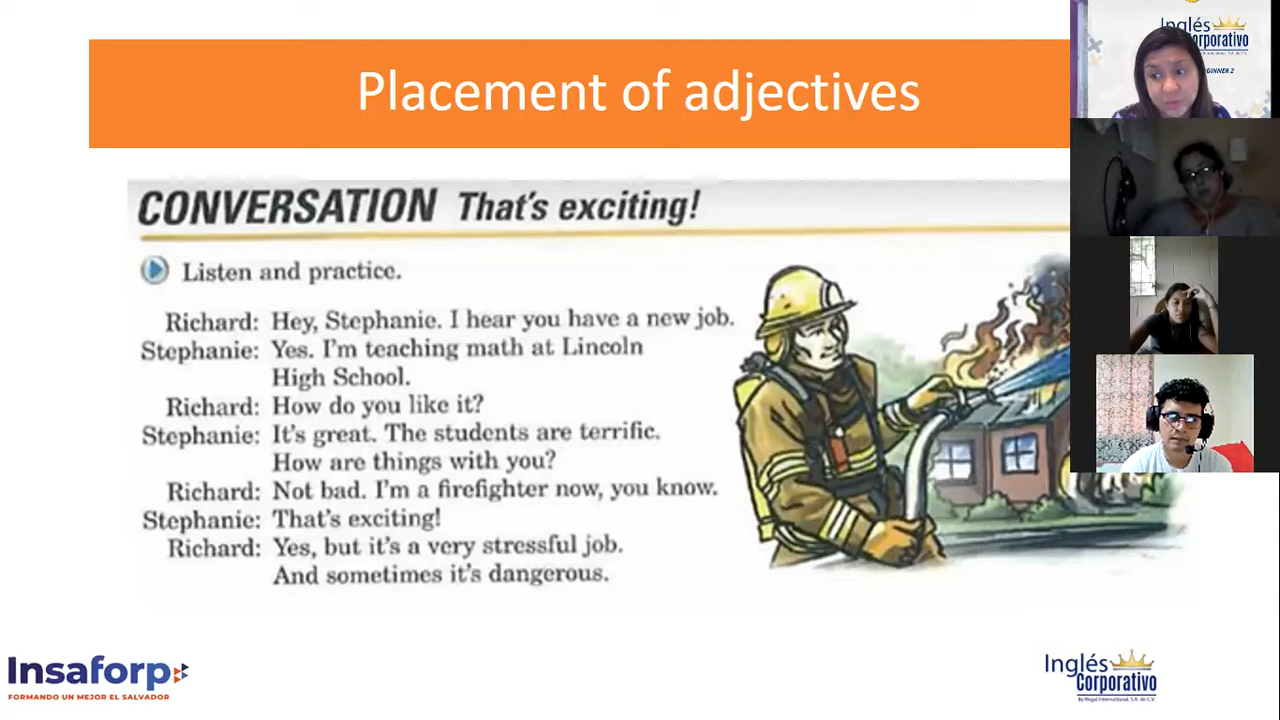 Placement of adjectives
CONVERSATION That's exciting!
Listen and practice.
Richard: Hey, Stephanie. I hear you have a new job.
Stephanie: Yes. I'm teaching math at Lincoln
High School.
Richard: How do you like it?
Stephanie: It's great. The students are terrific.
How are things with you?
Richard: Not bad. I'm a firefighter now, you know.
Stephanie: That's exciting!
Richard: Yes, but it's a very stressful job.
And sometimes it's dangerous.
Insaforp
FORMANDO UN MEJOR EL SALVADOR
Inglés
Corporativo
By Regal International, S.A. de C.V.
Inglés
Corporativo
GINNER 2